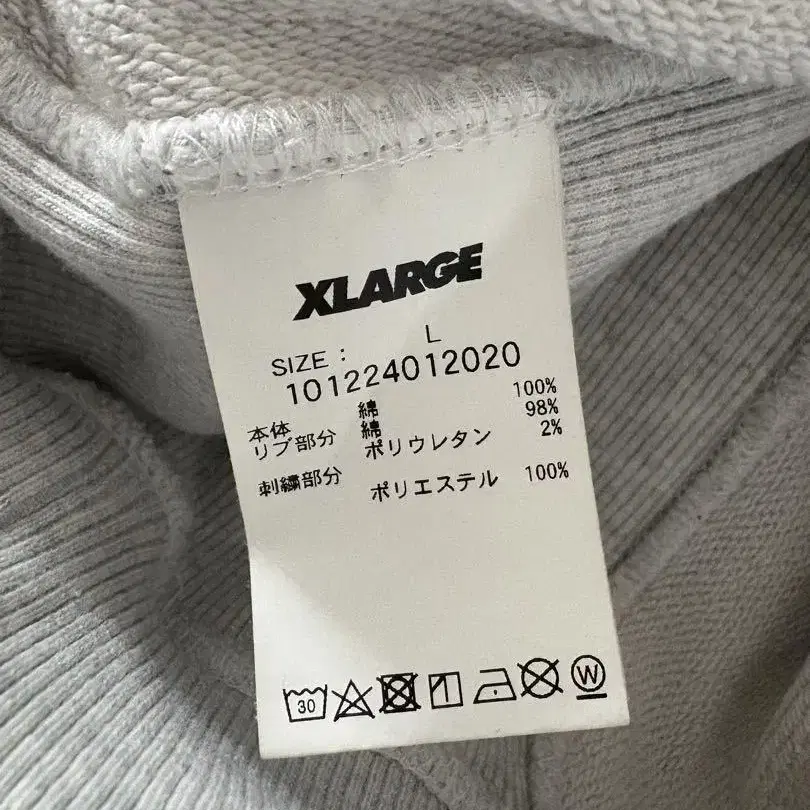 XLARGE
SIZE : L
101224012020
本体 綿 100%
リブ部分 綿 98%
ポリウレタン 2%
刺繍部分 ポリエステル 100%
30
W